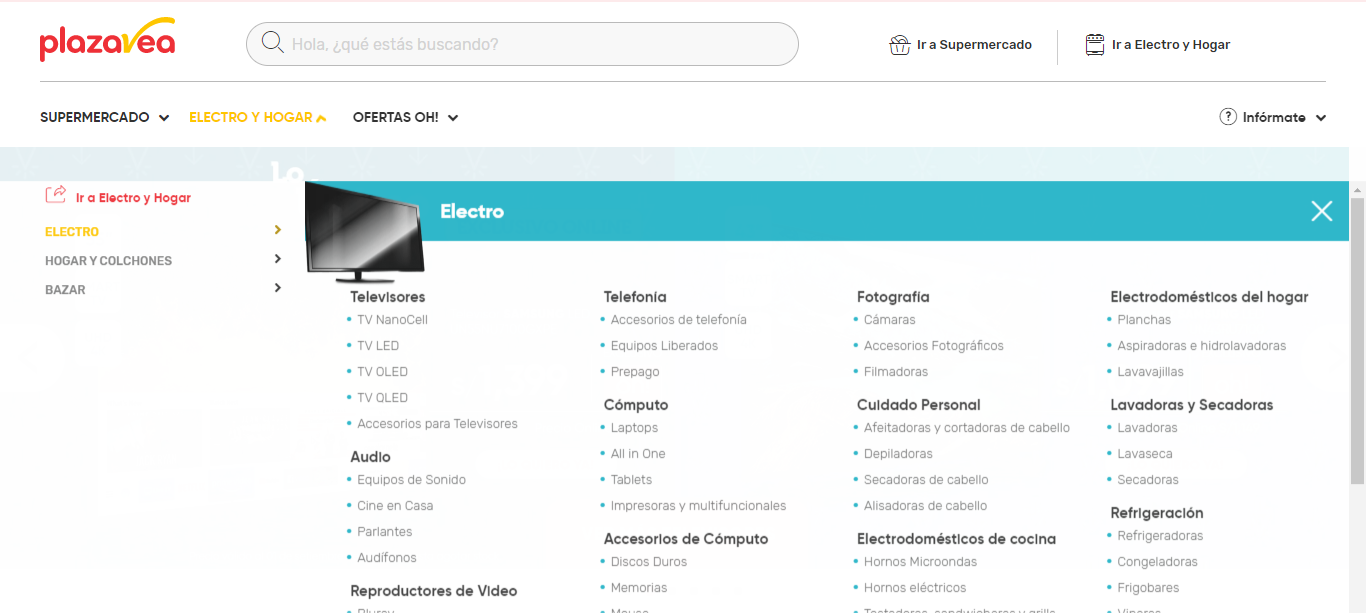 plazavea
Hola, ¿qué estás buscando?
Ir a Supermercado
Ir a Electro y Hogar
SUPERMERCADO
ELECTRO Y HOGAR
OFERTAS OH!
Infórmate
Ir a Electro y Hogar
ELECTRO
HOGAR Y COLCHONES
BAZAR
Electro
Televisores
TV NanoCell
TV LED
TV OLED
TV QLED
Accesorios para Televisores
Audio
Equipos de Sonido
Cine en Casa
Parlantes
Audífonos
Reproductores de Video
Telefonía
Accesorios de telefonía
Equipos Liberados
Prepago
Cómputo
Laptops
All in One
Tablets
Impresoras y multifuncionales
Accesorios de Cómputo
Discos Duros
Memorias
Fotografía
Cámaras
Accesorios Fotográficos
Filmadoras
Cuidado Personal
Afeitadoras y cortadoras de cabello
Depiladoras
Secadoras de cabello
Alisadoras de cabello
Electrodomésticos de cocina
Hornos Microondas
Hornos eléctricos
Electrodomésticos del hogar
Planchas
Aspiradoras e hidrolavadoras
Lavavajillas
Lavadoras y Secadoras
Lavadoras
Lavaseca
Secadoras
Refrigeración
Refrigeradoras
Congeladoras
Frigobares